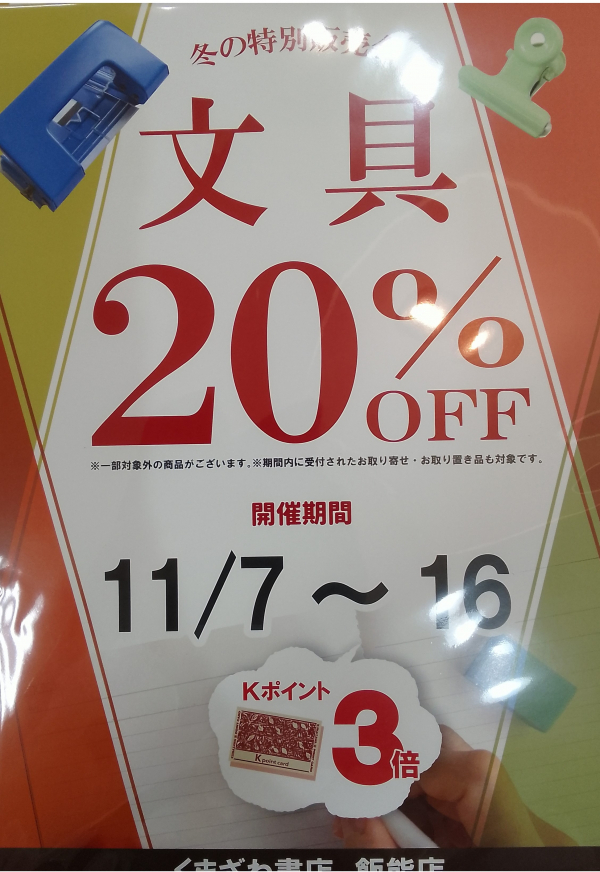 冬の特別販売
文具
20%
OFF
※一部対象外の商品がございます。※期間内に受付されたお取り寄せ・お取り置き品も対象です。
開催期間
11/7～16
Kポイント
3倍
K point card
くまざわ書店 飯能店